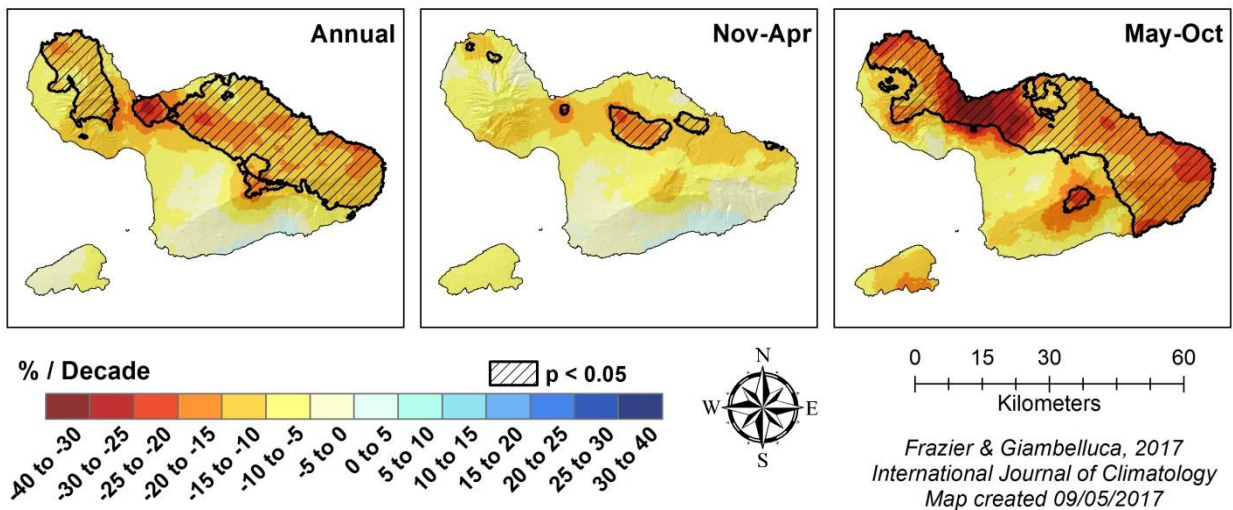 Annual
Nov-Apr
May-Oct
% / Decade
p < 0.05
-40 to -30
-30 to -25
-25 to -20
-20 to -15
-15 to -10
-10 to -5
-5 to 0
0 to 5
5 to 10
10 to 15
15 to 20
20 to 25
25 to 30
30 to 40
N
W E
S
0 15 30 60
Kilometers
Frazier & Giambelluca, 2017
International Journal of Climatology
Map created 09/05/2017